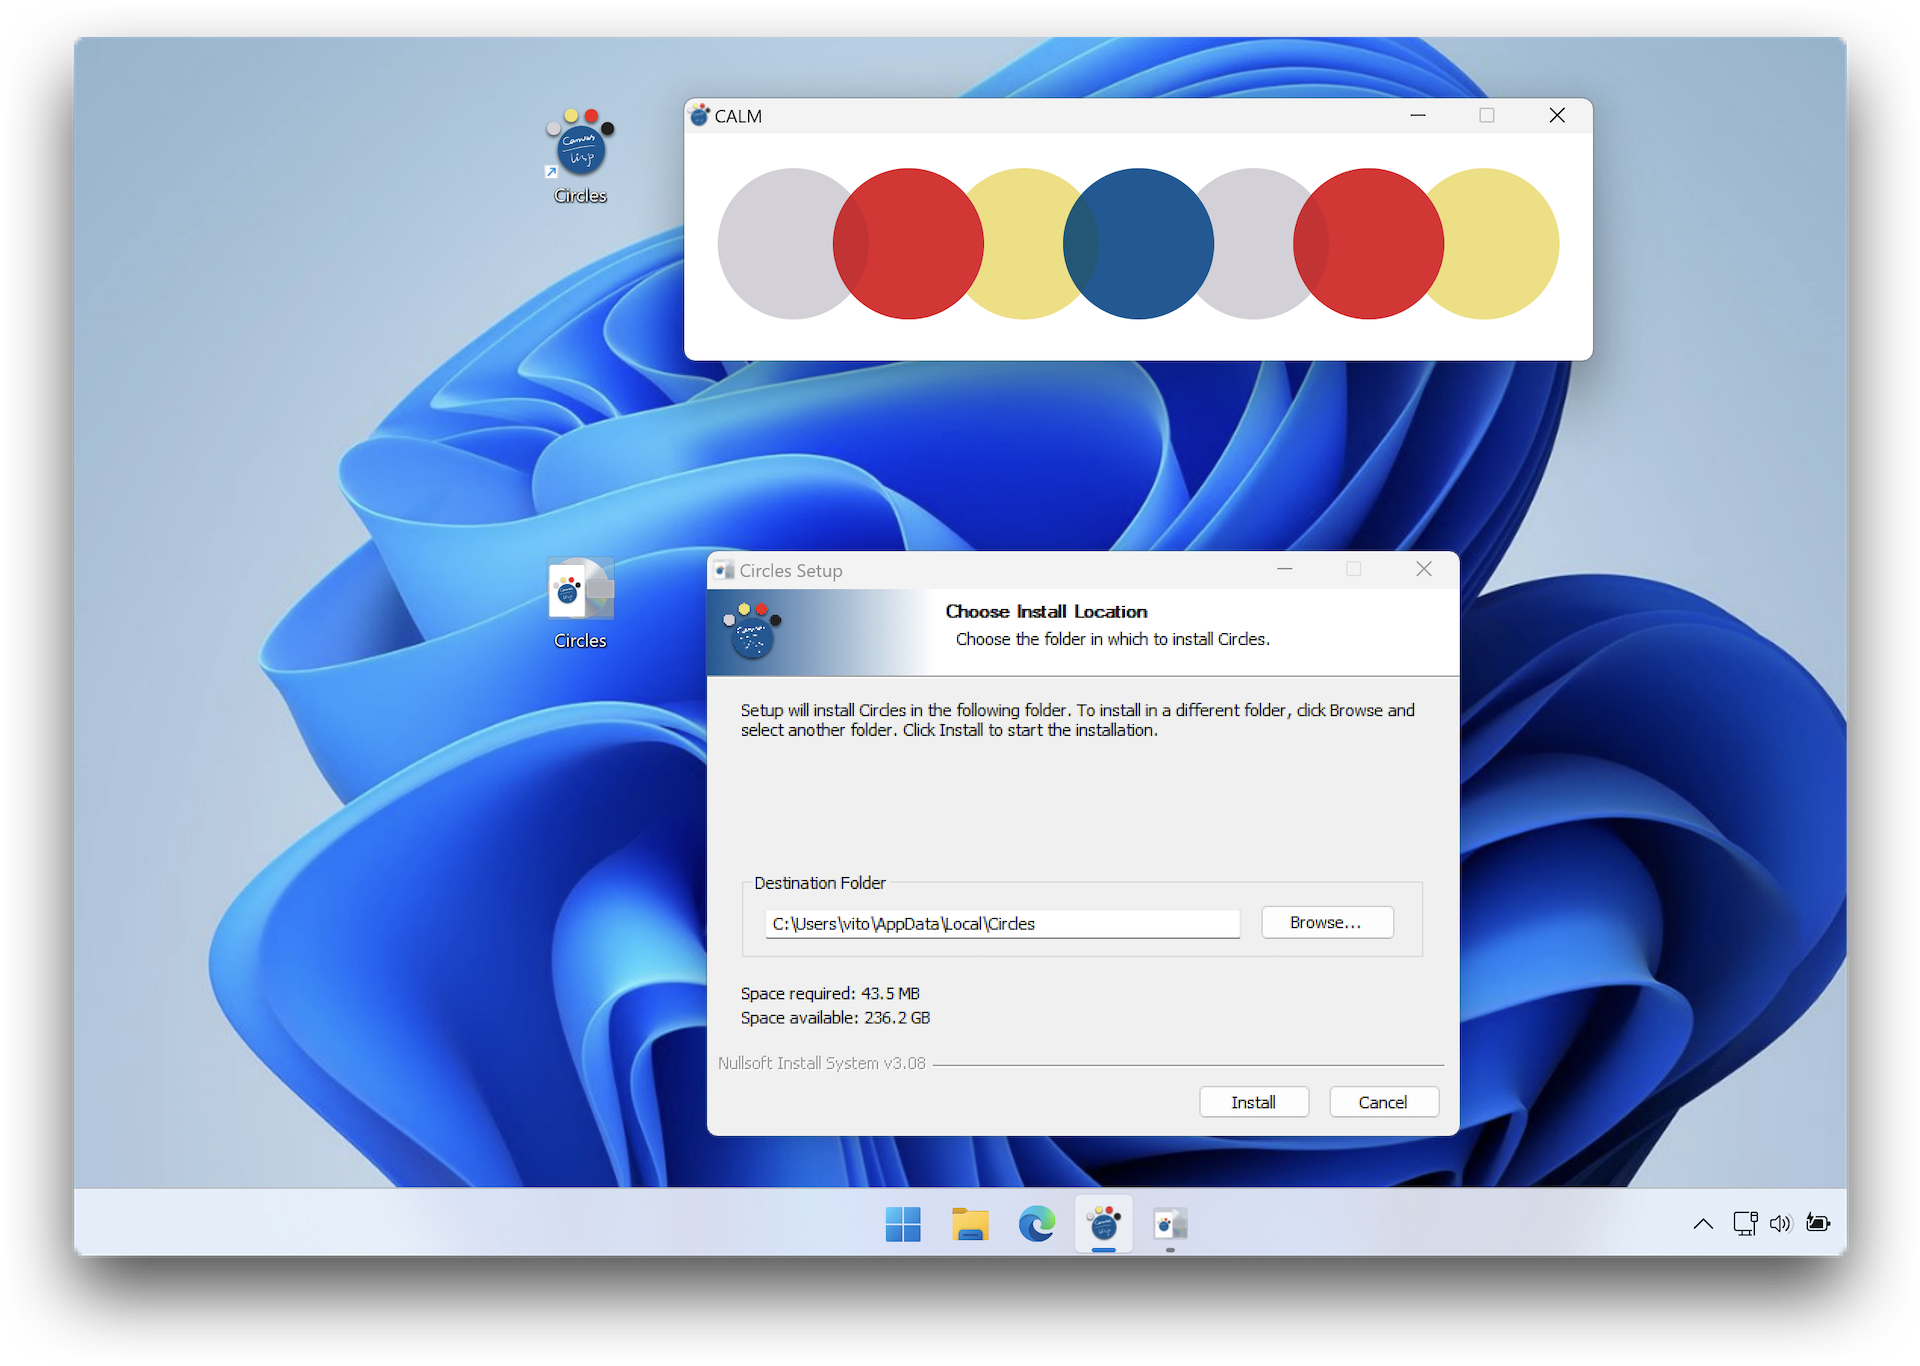 Canvas
Lisp
Circles
CALM
Circles
Circles Setup
Choose Install Location
Choose the folder in which to install Circles.
Setup will install Circles in the following folder. To install in a different folder, click Browse and
select another folder. Click Install to start the installation.
Destination Folder
C:\Users\vito\AppData\Local\Circles
Browse...
Space required: 43.5 MB
Space available: 236.2 GB
Nullsoft Install System v3.08
Install
Cancel